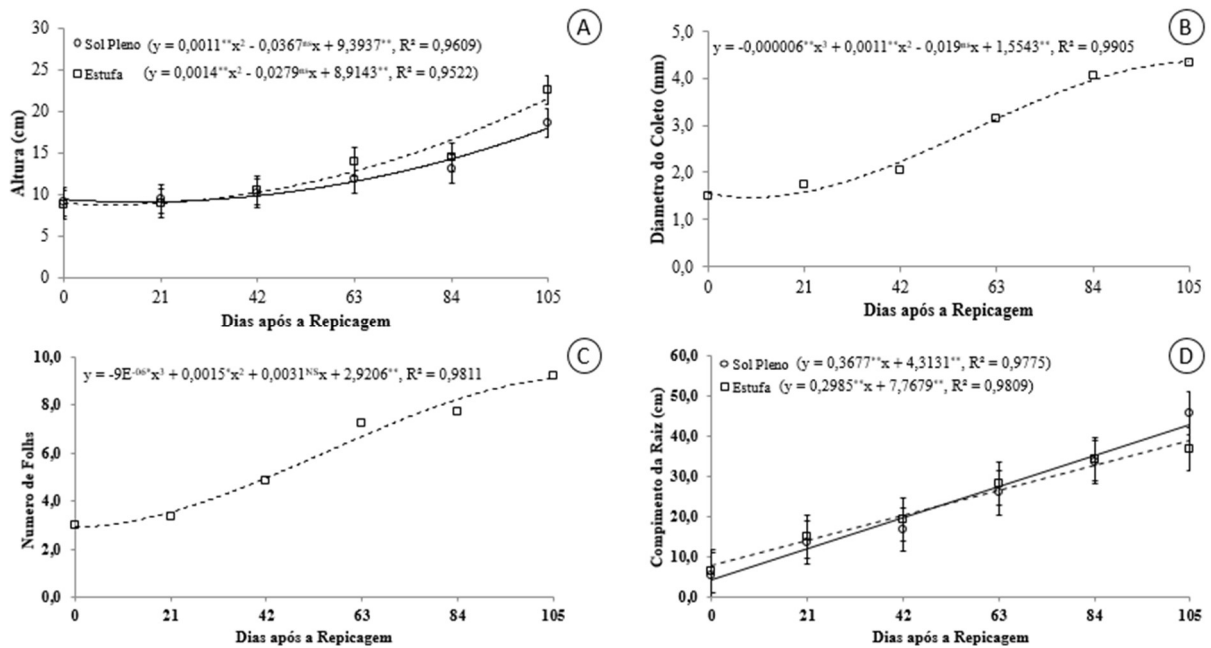 A
30
25
20
15
10
5
0
Altura (cm)
Sol Pleno (y = 0,0011**x² - 0,0367ⁿˢx + 9,3937**, R² = 0,9609)
Estufa (y = 0,0014**x² - 0,0279ⁿˢx + 8,9143**, R² = 0,9522)
0 21 42 63 84 105
Dias após a Repicagem
B
5,0
4,0
3,0
2,0
1,0
0,0
Diametro do Coleto (mm)
y = -0,000006**x³ + 0,0011**x² - 0,019ⁿˢx + 1,5543**, R² = 0,9905
0 21 42 63 84 105
Dias após a Repicagem
C
10,0
8,0
6,0
4,0
2,0
0,0
Numero de Folhs
y = -9E⁻⁰⁶*x³ + 0,0015*x² + 0,0031ᴺˢx + 2,9206**, R² = 0,9811
0 21 42 63 84 105
Dias após a Repicagem
D
60,0
50,0
40,0
30,0
20,0
10,0
0,0
Compimento da Raiz (cm)
Sol Pleno (y = 0,3677**x + 4,3131**, R² = 0,9775)
Estufa (y = 0,2985**x + 7,7679**, R² = 0,9809)
0 21 42 63 84 105
Dias após a Repicagem